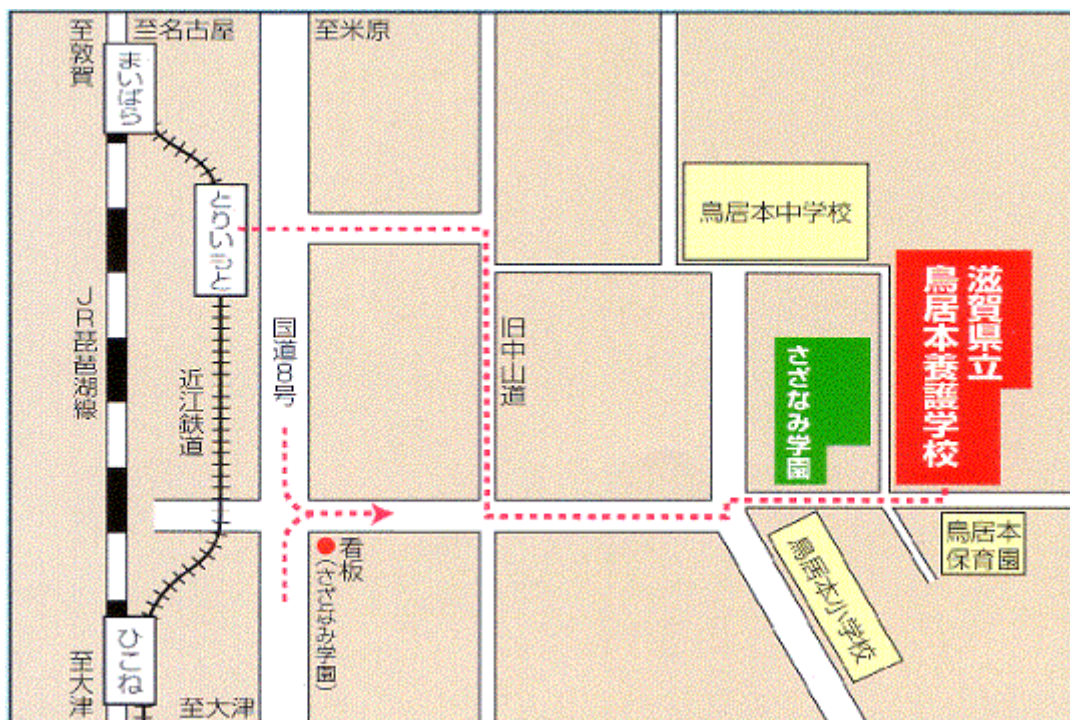 至敦賀
至名古屋
至米原
まいばら
とりいもと
鳥居本中学校
滋賀県立
鳥居本養護学校
JR琵琶湖線
近江鉄道
国道8号
旧中山道
さざなみ学園
看板
(さざなみ学園)
鳥居本
保育園
鳥居本小学校
ひこね
至大津
至大津